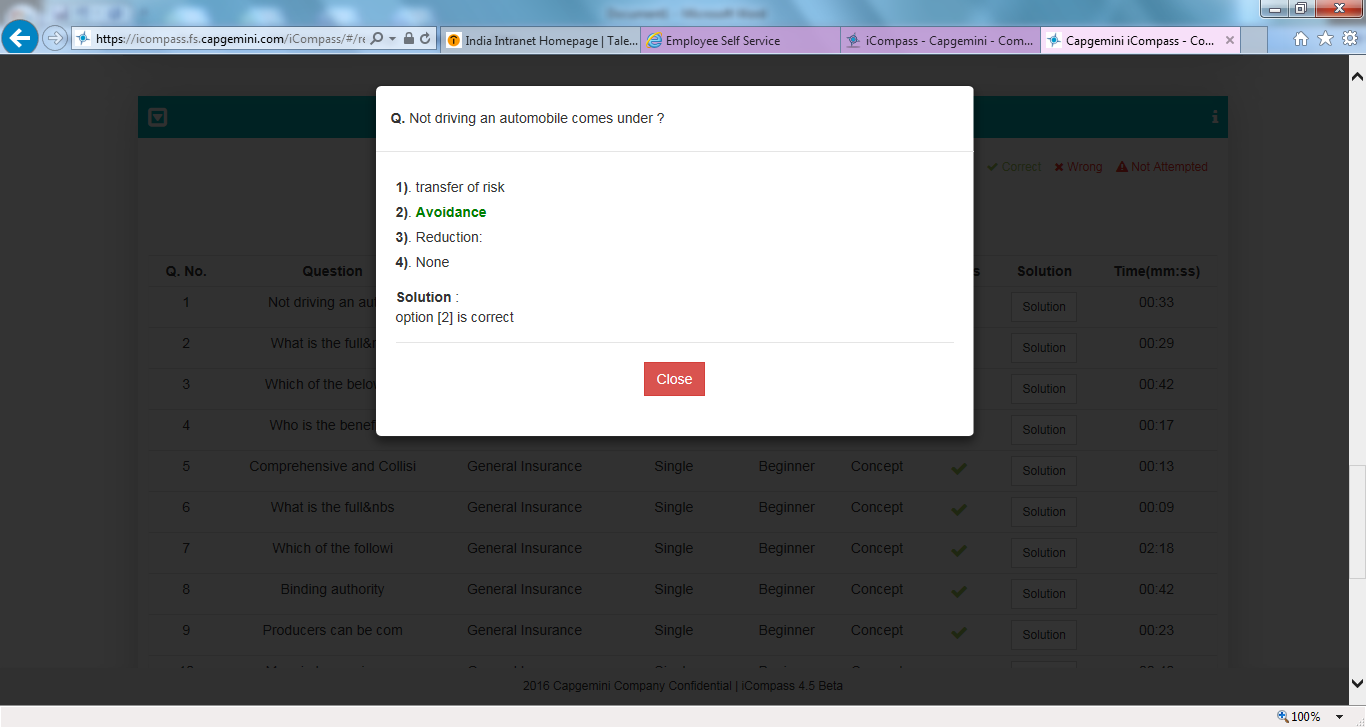 https://icompass.fs.capgemini.com/iCompass/#/re
India Intranet Homepage | Tale...
Employee Self Service
iCompass - Capgemini - Com...
Capgemini iCompass - Co...
Q. Not driving an automobile comes under ?
1). transfer of risk
2). Avoidance
3). Reduction:
4). None
Solution :
option [2] is correct
Close
Correct Wrong Not Attempted
Q. No. Question s Solution Time(mm:ss)
1 Not driving an au Solution 00:33
2 What is the full&n Solution 00:29
3 Which of the belo Solution 00:42
4 Who is the benef Solution 00:17
5 Comprehensive and Collisi General Insurance Single Beginner Concept Solution 00:13
6 What is the full&nbs General Insurance Single Beginner Concept Solution 00:09
7 Which of the followi General Insurance Single Beginner Concept Solution 02:18
8 Binding authority General Insurance Single Beginner Concept Solution 00:42
9 Producers can be com General Insurance Single Beginner Concept Solution 00:23
2016 Capgemini Company Confidential | iCompass 4.5 Beta
100%